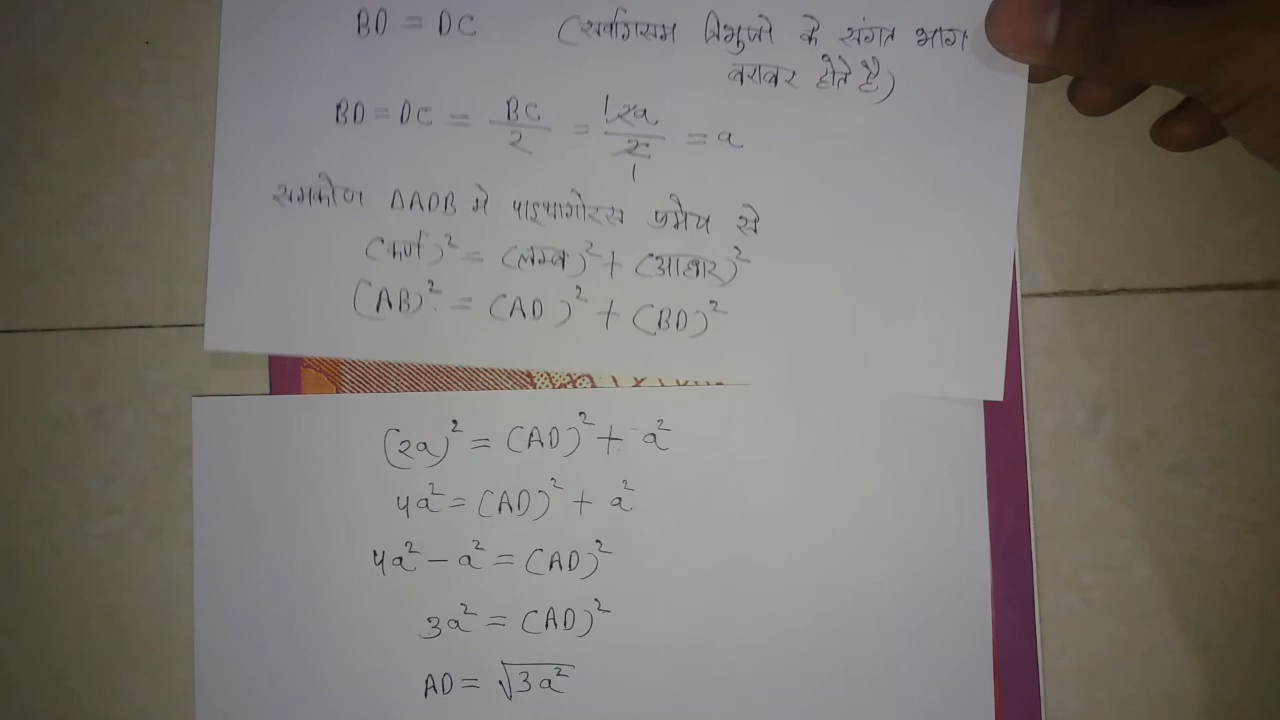 BD = DC (सर्वांगसम त्रिभुजो के संगत भाग
बराबर होते है)
BD = DC = BC/2 = 2a/2 = a
समकोण ΔADB मे पाइथागोरस प्रमेय से
(कर्ण)² = (लम्ब)² + (आधार)²
(AB)² = (AD)² + (BD)²
(2a)² = (AD)² + a²
4a² = (AD)² + a²
4a² - a² = (AD)²
3a² = (AD)²
AD = √3a²